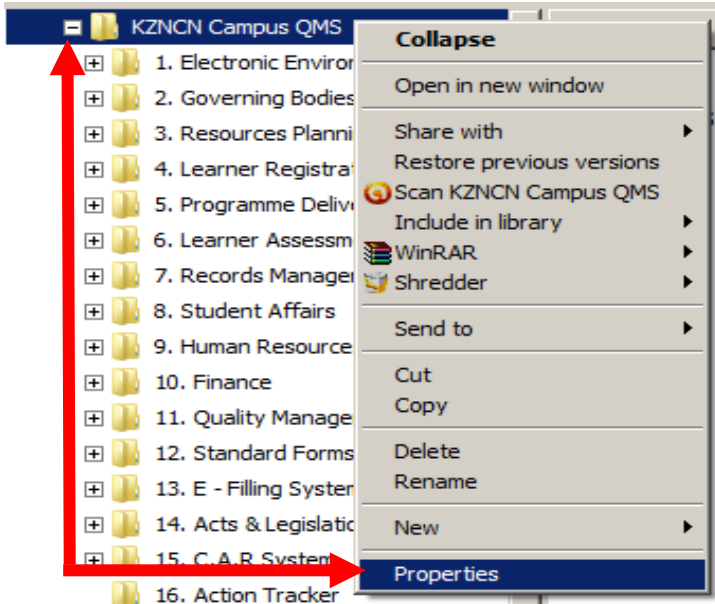 KZNCN Campus QMS
1. Electronic Enviror
2. Governing Bodies
3. Resources Planni
4. Learner Registrat
5. Programme Delive
6. Learner Assessm
7. Records Manager
8. Student Affairs
9. Human Resource
10. Finance
11. Quality Manage
12. Standard Forms
13. E - Filling System
14. Acts & Legislatio
15. C.A.R System
16. Action Tracker
Collapse
Open in new window
Share with
Restore previous versions
Scan KZNCN Campus QMS
Include in library
WinRAR
Shredder
Send to
Cut
Copy
Delete
Rename
New
Properties